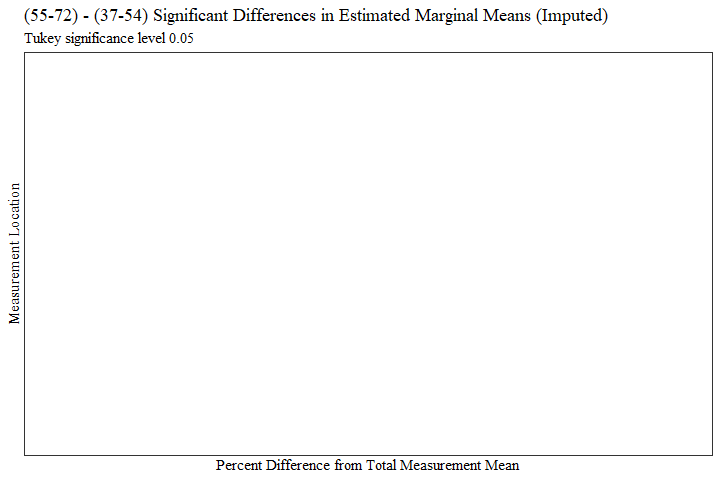 (55-72) - (37-54) Significant Differences in Estimated Marginal Means (Imputed)
Tukey significance level 0.05
Measurement Location
Percent Difference from Total Measurement Mean